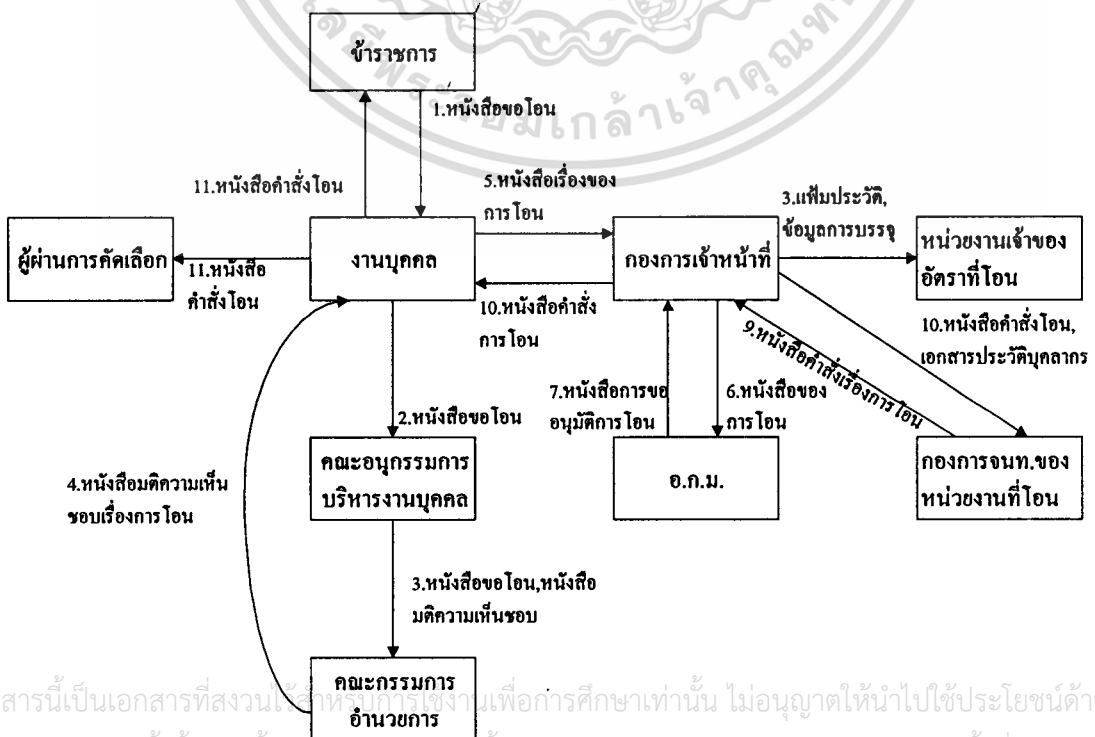 ข้าราชการ
1.หนังสือขอโอน
11.หนังสือคำสั่งโอน
5.หนังสือเรื่องของ
การโอน
3.แฟ้มประวัติ,
ข้อมูลการบรรจุ
ผู้ผ่านการคัดเลือก
11.หนังสือ
คำสั่งโอน
งานบุคคล
กองการเจ้าหน้าที่
หน่วยงานเจ้าของ
อัตราที่โอน
10.หนังสือคำสั่ง
การโอน
9.หนังสือคำสั่งเรื่องการโอน
10.หนังสือคำสั่งโอน,
เอกสารประวัติบุคลากร
7.หนังสือการขอ
อนุมัติการโอน
6.หนังสือของ
การโอน
2.หนังสือขอโอน
คณะอนุกรรมการ
บริหารงานบุคคล
อ.ก.ม.
กองการจนท.ของ
หน่วยงานที่โอน
4.หนังสือมติความเห็น
ชอบเรื่องการโอน
3.หนังสือขอโอน,หนังสือ
มติความเห็นชอบ
คณะกรรมการ
อำนวยการ
สารนี้เป็นเอกสารที่สงวนไว้สำหรับการใช้งานเพื่อการศึกษาเท่านั้น ไม่อนุญาตให้นำไปใช้ประโยชน์ด้า